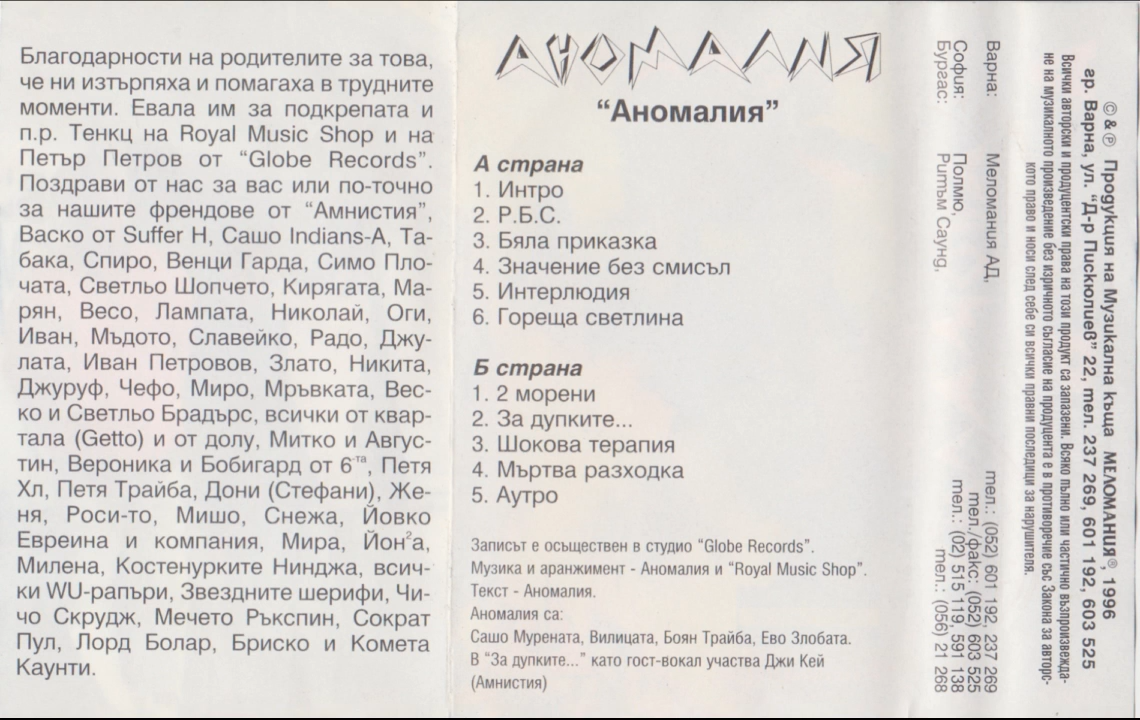 Благодарности на родителите за това,
че ни изтърпяха и помагаха в трудните
моменти. Евала им за подкрепата и
п.р. Тенкц на Royal Music Shop и на
Петър Петров от “Globe Records”.
Поздрави от нас за вас или по-точно
за нашите френдове от “Амнистия”,
Васко от Suffer H, Сашо Indians-A, Та-
бака, Спиро, Венци Гарда, Симо Пло-
чата, Светльо Шопчето, Кирягата, Ма-
рян, Весо, Лампата, Николай, Оги,
Иван, Мъдото, Славейко, Радо, Джу-
лата, Иван Петровов, Злато, Никита,
Джуруф, Чефо, Миро, Мръвката, Вес-
ко и Светльо Брадърс, всички от квар-
тала (Getto) и от долу, Митко и Авгус-
тин, Вероника и Бобигард от 6-та, Петя
Хл, Петя Трайба, Дони (Стефани), Же-
ня, Роси-то, Мишо, Снежа, Йовко
Евреина и компания, Мира, Йон²а,
Милена, Костенурките Нинджа, всич-
ки WU-рапъри, Звездните шерифи, Чи-
чо Скрудж, Мечето Ръкспин, Сократ
Пул, Лорд Болар, Бриско и Комета
Каунти.
АНОМАЛИЯ
“Аномалия”
А страна
1. Интро
2. Р.Б.С.
3. Бяла приказка
4. Значение без смисъл
5. Интерлюдия
6. Гореща светлина
Б страна
1. 2 морени
2. За дупките...
3. Шокова терапия
4. Мъртва разходка
5. Аутро
Записът е осъществен в студио “Globe Records”.
Музика и аранжимент - Аномалия и “Royal Music Shop”.
Текст - Аномалия.
Аномалия са:
Сашо Мурената, Вилицата, Боян Трайба, Ево Злобата.
В “За дупките...” като гост-вокал участва Джи Кей
(Амнистия)
© & ℗ Продукция на Музикална къща МЕЛОМАНИЯ®, 1996
гр. Варна, ул. “Д-р Пискюлиев” 22, тел. 237 269, 601 192, 603 525
Всички авторски и продуцентски права на този продукт са запазени. Всяко пълно или частично възпроизвежда-
не на музикалното произведение без изричното съгласие на продуцента е в противоречие със Закона за авторс-
кото право и носи след себе си всички правни последици за нарушителя.
Варна: Меломания АД, тел.: (052) 601 192, 237 269
тел./факс: (052) 603 525
София: Полмю, тел.: (02) 515 119, 591 138
Бургас: Ритъм Саунд, тел.: (056) 21 268